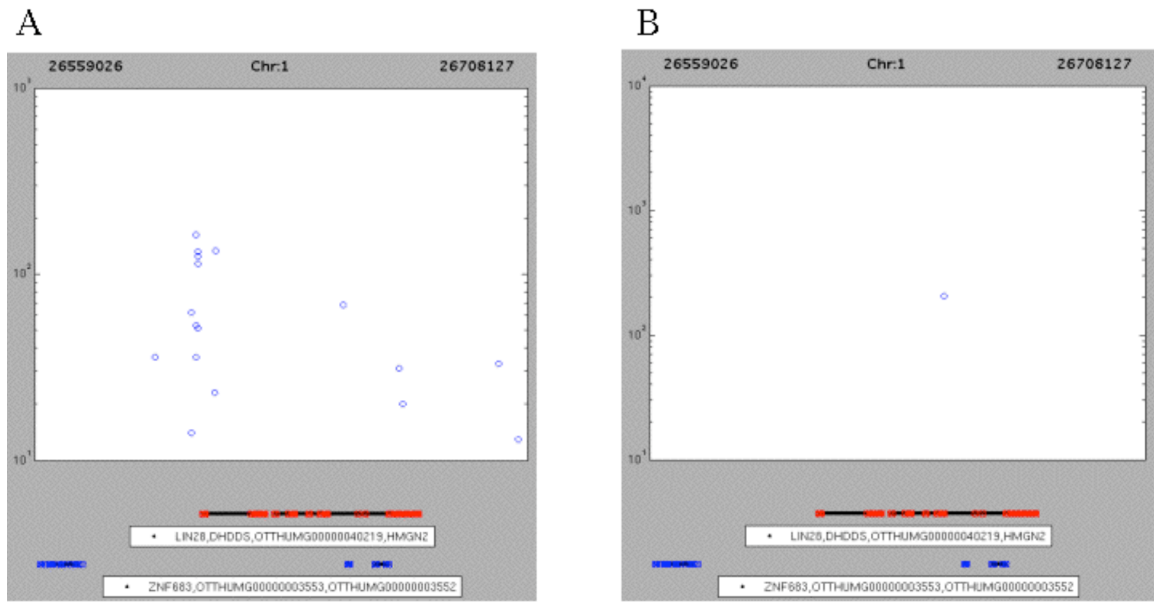 A
B
26559026 Chr:1 26708127
10³
10²
10¹
LIN28,DHDDS,OTTHUMG00000040219,HMGN2
ZNF683,OTTHUMG00000003553,OTTHUMG00000003552
26559026 Chr:1 26708127
10⁴
10³
10²
10¹
LIN28,DHDDS,OTTHUMG00000040219,HMGN2
ZNF683,OTTHUMG00000003553,OTTHUMG00000003552